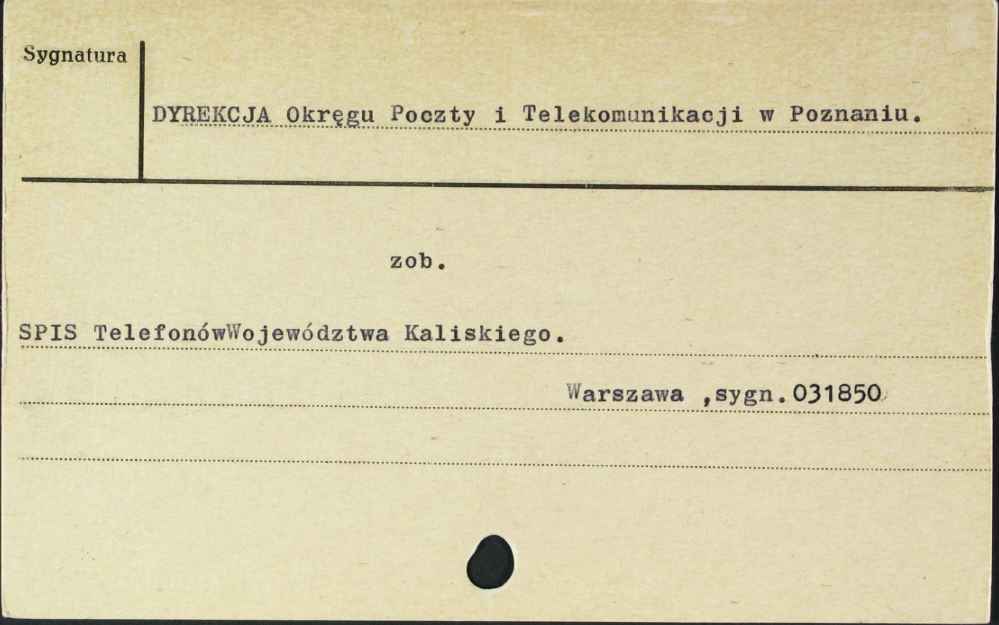 Sygnatura
DYREKCJA Okręgu Poczty i Telekomunikacji w Poznaniu.
zob.
SPIS TelefonówWojewództwa Kaliskiego.
Warszawa ,sygn.031850